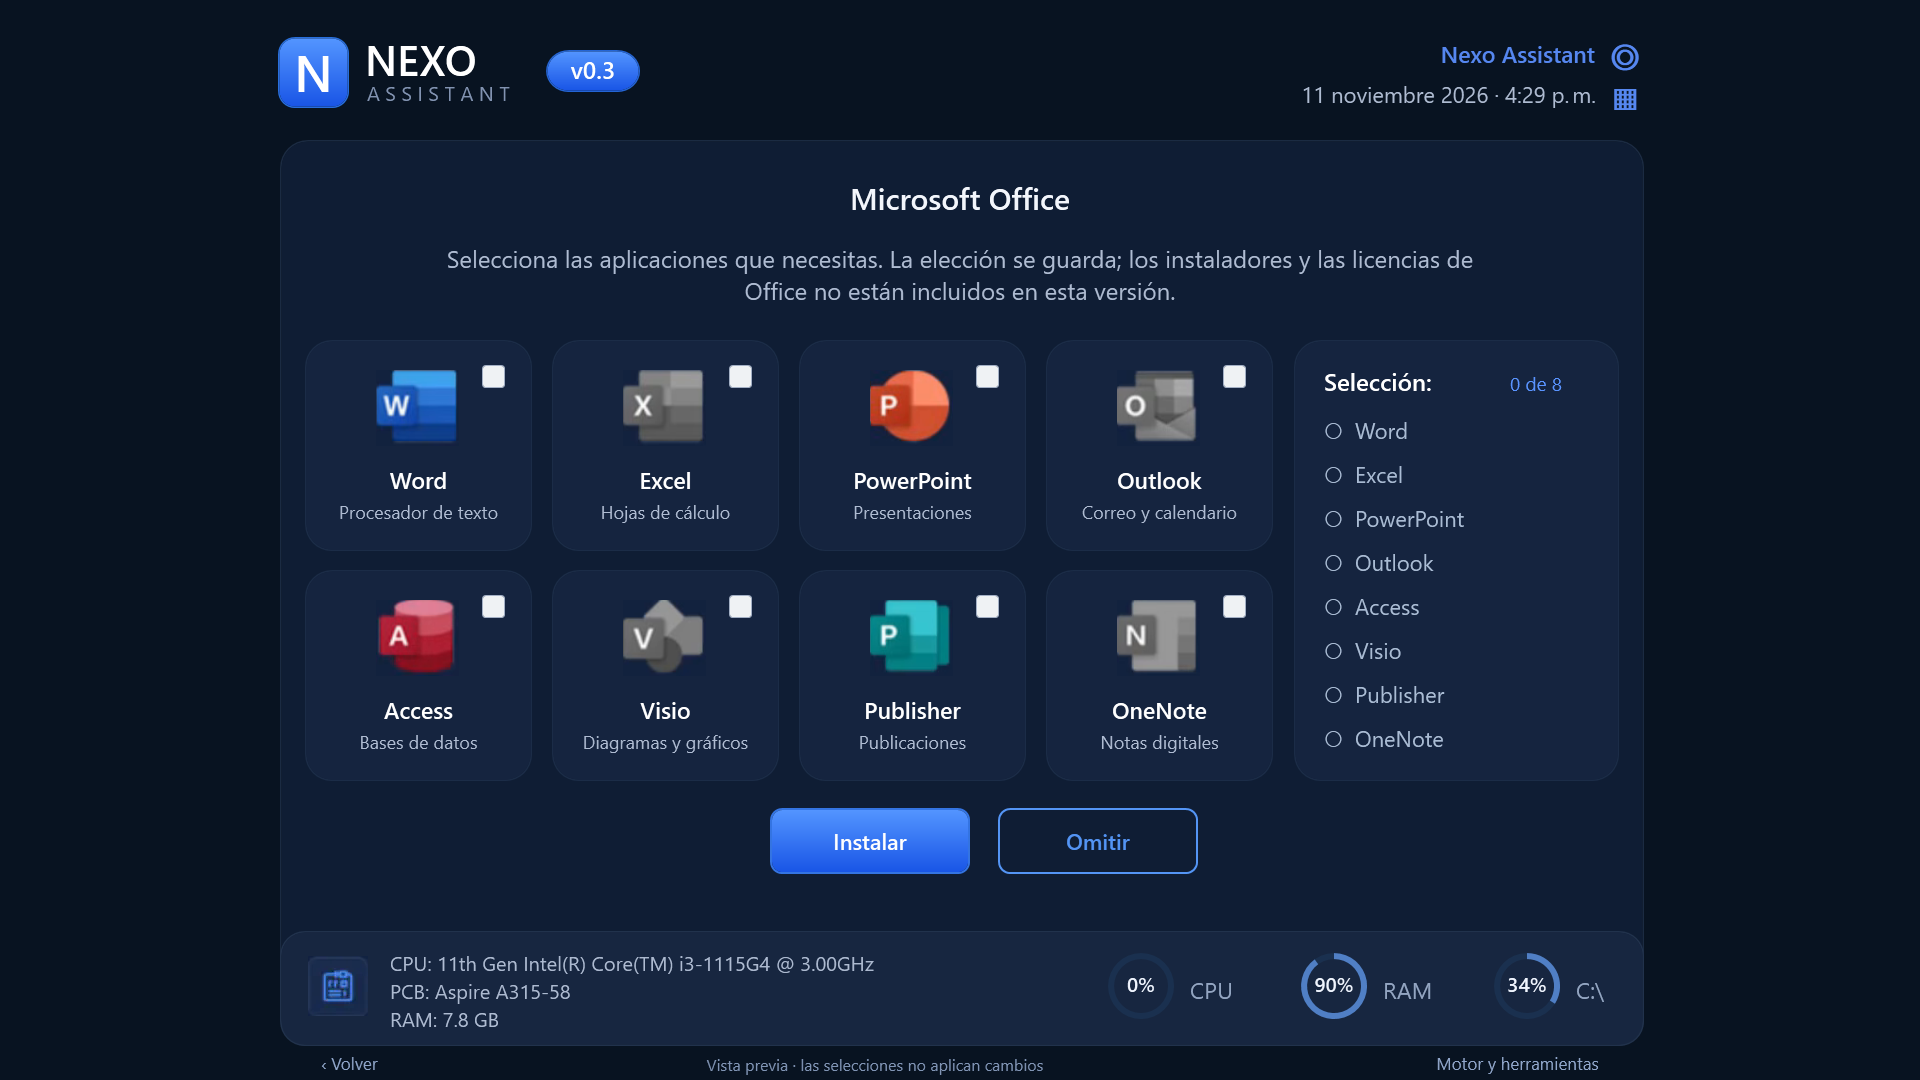 N
NEXO
ASSISTANT
v0.3
Nexo Assistant
11 noviembre 2026 · 4:29 p. m.
Microsoft Office
Selecciona las aplicaciones que necesitas. La elección se guarda; los instaladores y las licencias de
Office no están incluidos en esta versión.
W
Word
Procesador de texto
X
Excel
Hojas de cálculo
P
PowerPoint
Presentaciones
O
Outlook
Correo y calendario
A
Access
Bases de datos
V
Visio
Diagramas y gráficos
P
Publisher
Publicaciones
N
OneNote
Notas digitales
Selección:
0 de 8
Word
Excel
PowerPoint
Outlook
Access
Visio
Publisher
OneNote
Instalar
Omitir
CPU: 11th Gen Intel(R) Core(TM) i3-1115G4 @ 3.00GHz
PCB: Aspire A315-58
RAM: 7.8 GB
0%
CPU
90%
RAM
34%
C:\
‹ Volver
Vista previa · las selecciones no aplican cambios
Motor y herramientas